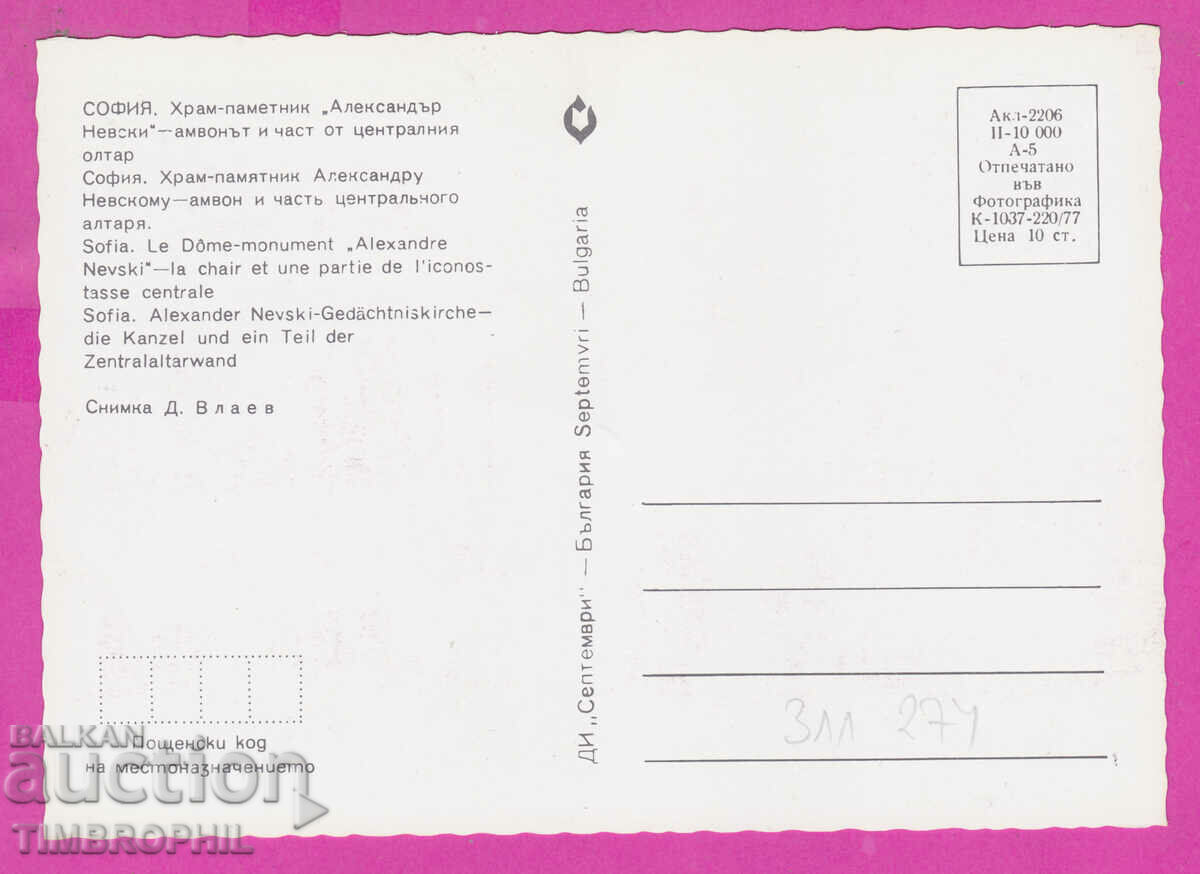 СОФИЯ. Храм-паметник „Александър
Невски“—амвонът и част от централния
олтар
София. Храм-памятник Александру
Невскому—амвон и часть центрального
алтаря.
Sofia. Le Dôme-monument „Alexandre
Nevski“—la chair et une partie de l'iconos-
tasse centrale
Sofia. Alexander Nevski-Gedächtniskirche—
die Kanzel und ein Teil der
Zentralaltarwand
Снимка Д. Влаев
Пощенски код
на местоназначението
ДИ „Септември“ — България Septemvri — Bulgaria
Акл-2206
II-10 000
А-5
Отпечатано
във
Фотографика
К-1037-220/77
Цена 10 ст.
274
BALKAN
auction
TIMBROPHIL